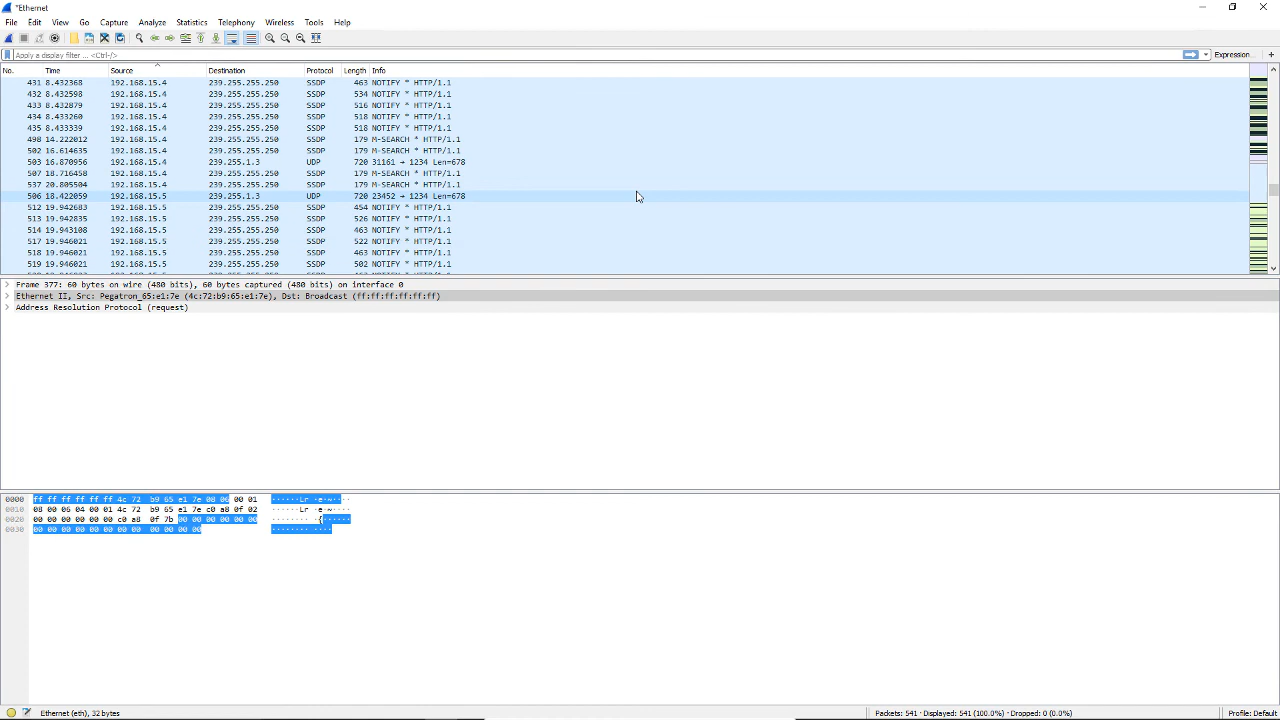 *Ethernet
File Edit View Go Capture Analyze Statistics Telephony Wireless Tools Help
Apply a display filter ... <Ctrl-/>
Expression... +
No. Time Source Destination Protocol Length Info
431 8.432368 192.168.15.4 239.255.255.250 SSDP 463 NOTIFY * HTTP/1.1
432 8.432598 192.168.15.4 239.255.255.250 SSDP 534 NOTIFY * HTTP/1.1
433 8.432879 192.168.15.4 239.255.255.250 SSDP 516 NOTIFY * HTTP/1.1
434 8.433260 192.168.15.4 239.255.255.250 SSDP 518 NOTIFY * HTTP/1.1
435 8.433339 192.168.15.4 239.255.255.250 SSDP 518 NOTIFY * HTTP/1.1
498 14.222012 192.168.15.4 239.255.255.250 SSDP 179 M-SEARCH * HTTP/1.1
502 16.614635 192.168.15.4 239.255.255.250 SSDP 179 M-SEARCH * HTTP/1.1
503 16.870956 192.168.15.4 239.255.1.3 UDP 720 31161 → 1234 Len=678
507 18.716458 192.168.15.4 239.255.255.250 SSDP 179 M-SEARCH * HTTP/1.1
537 20.805504 192.168.15.4 239.255.255.250 SSDP 179 M-SEARCH * HTTP/1.1
506 18.422059 192.168.15.5 239.255.1.3 UDP 720 23452 → 1234 Len=678
512 19.942683 192.168.15.5 239.255.255.250 SSDP 454 NOTIFY * HTTP/1.1
513 19.942835 192.168.15.5 239.255.255.250 SSDP 526 NOTIFY * HTTP/1.1
514 19.943108 192.168.15.5 239.255.255.250 SSDP 463 NOTIFY * HTTP/1.1
517 19.946021 192.168.15.5 239.255.255.250 SSDP 522 NOTIFY * HTTP/1.1
518 19.946021 192.168.15.5 239.255.255.250 SSDP 463 NOTIFY * HTTP/1.1
519 19.946021 192.168.15.5 239.255.255.250 SSDP 502 NOTIFY * HTTP/1.1
Frame 377: 60 bytes on wire (480 bits), 60 bytes captured (480 bits) on interface 0
Ethernet II, Src: Pegatron_65:e1:7e (4c:72:b9:65:e1:7e), Dst: Broadcast (ff:ff:ff:ff:ff:ff)
Address Resolution Protocol (request)
0000 ff ff ff ff ff ff 4c 72 b9 65 e1 7e 08 06 00 01 ······Lr ·e·~····
0010 08 00 06 04 00 01 4c 72 b9 65 e1 7e c0 a8 0f 02 ······Lr ·e·~····
0020 00 00 00 00 00 00 c0 a8 0f 7b 00 00 00 00 00 00 ········ ·{······
0030 00 00 00 00 00 00 00 00 00 00 00 00 ········ ····
Ethernet (eth), 32 bytes
Packets: 541 · Displayed: 541 (100.0%) · Dropped: 0 (0.0%)
Profile: Default